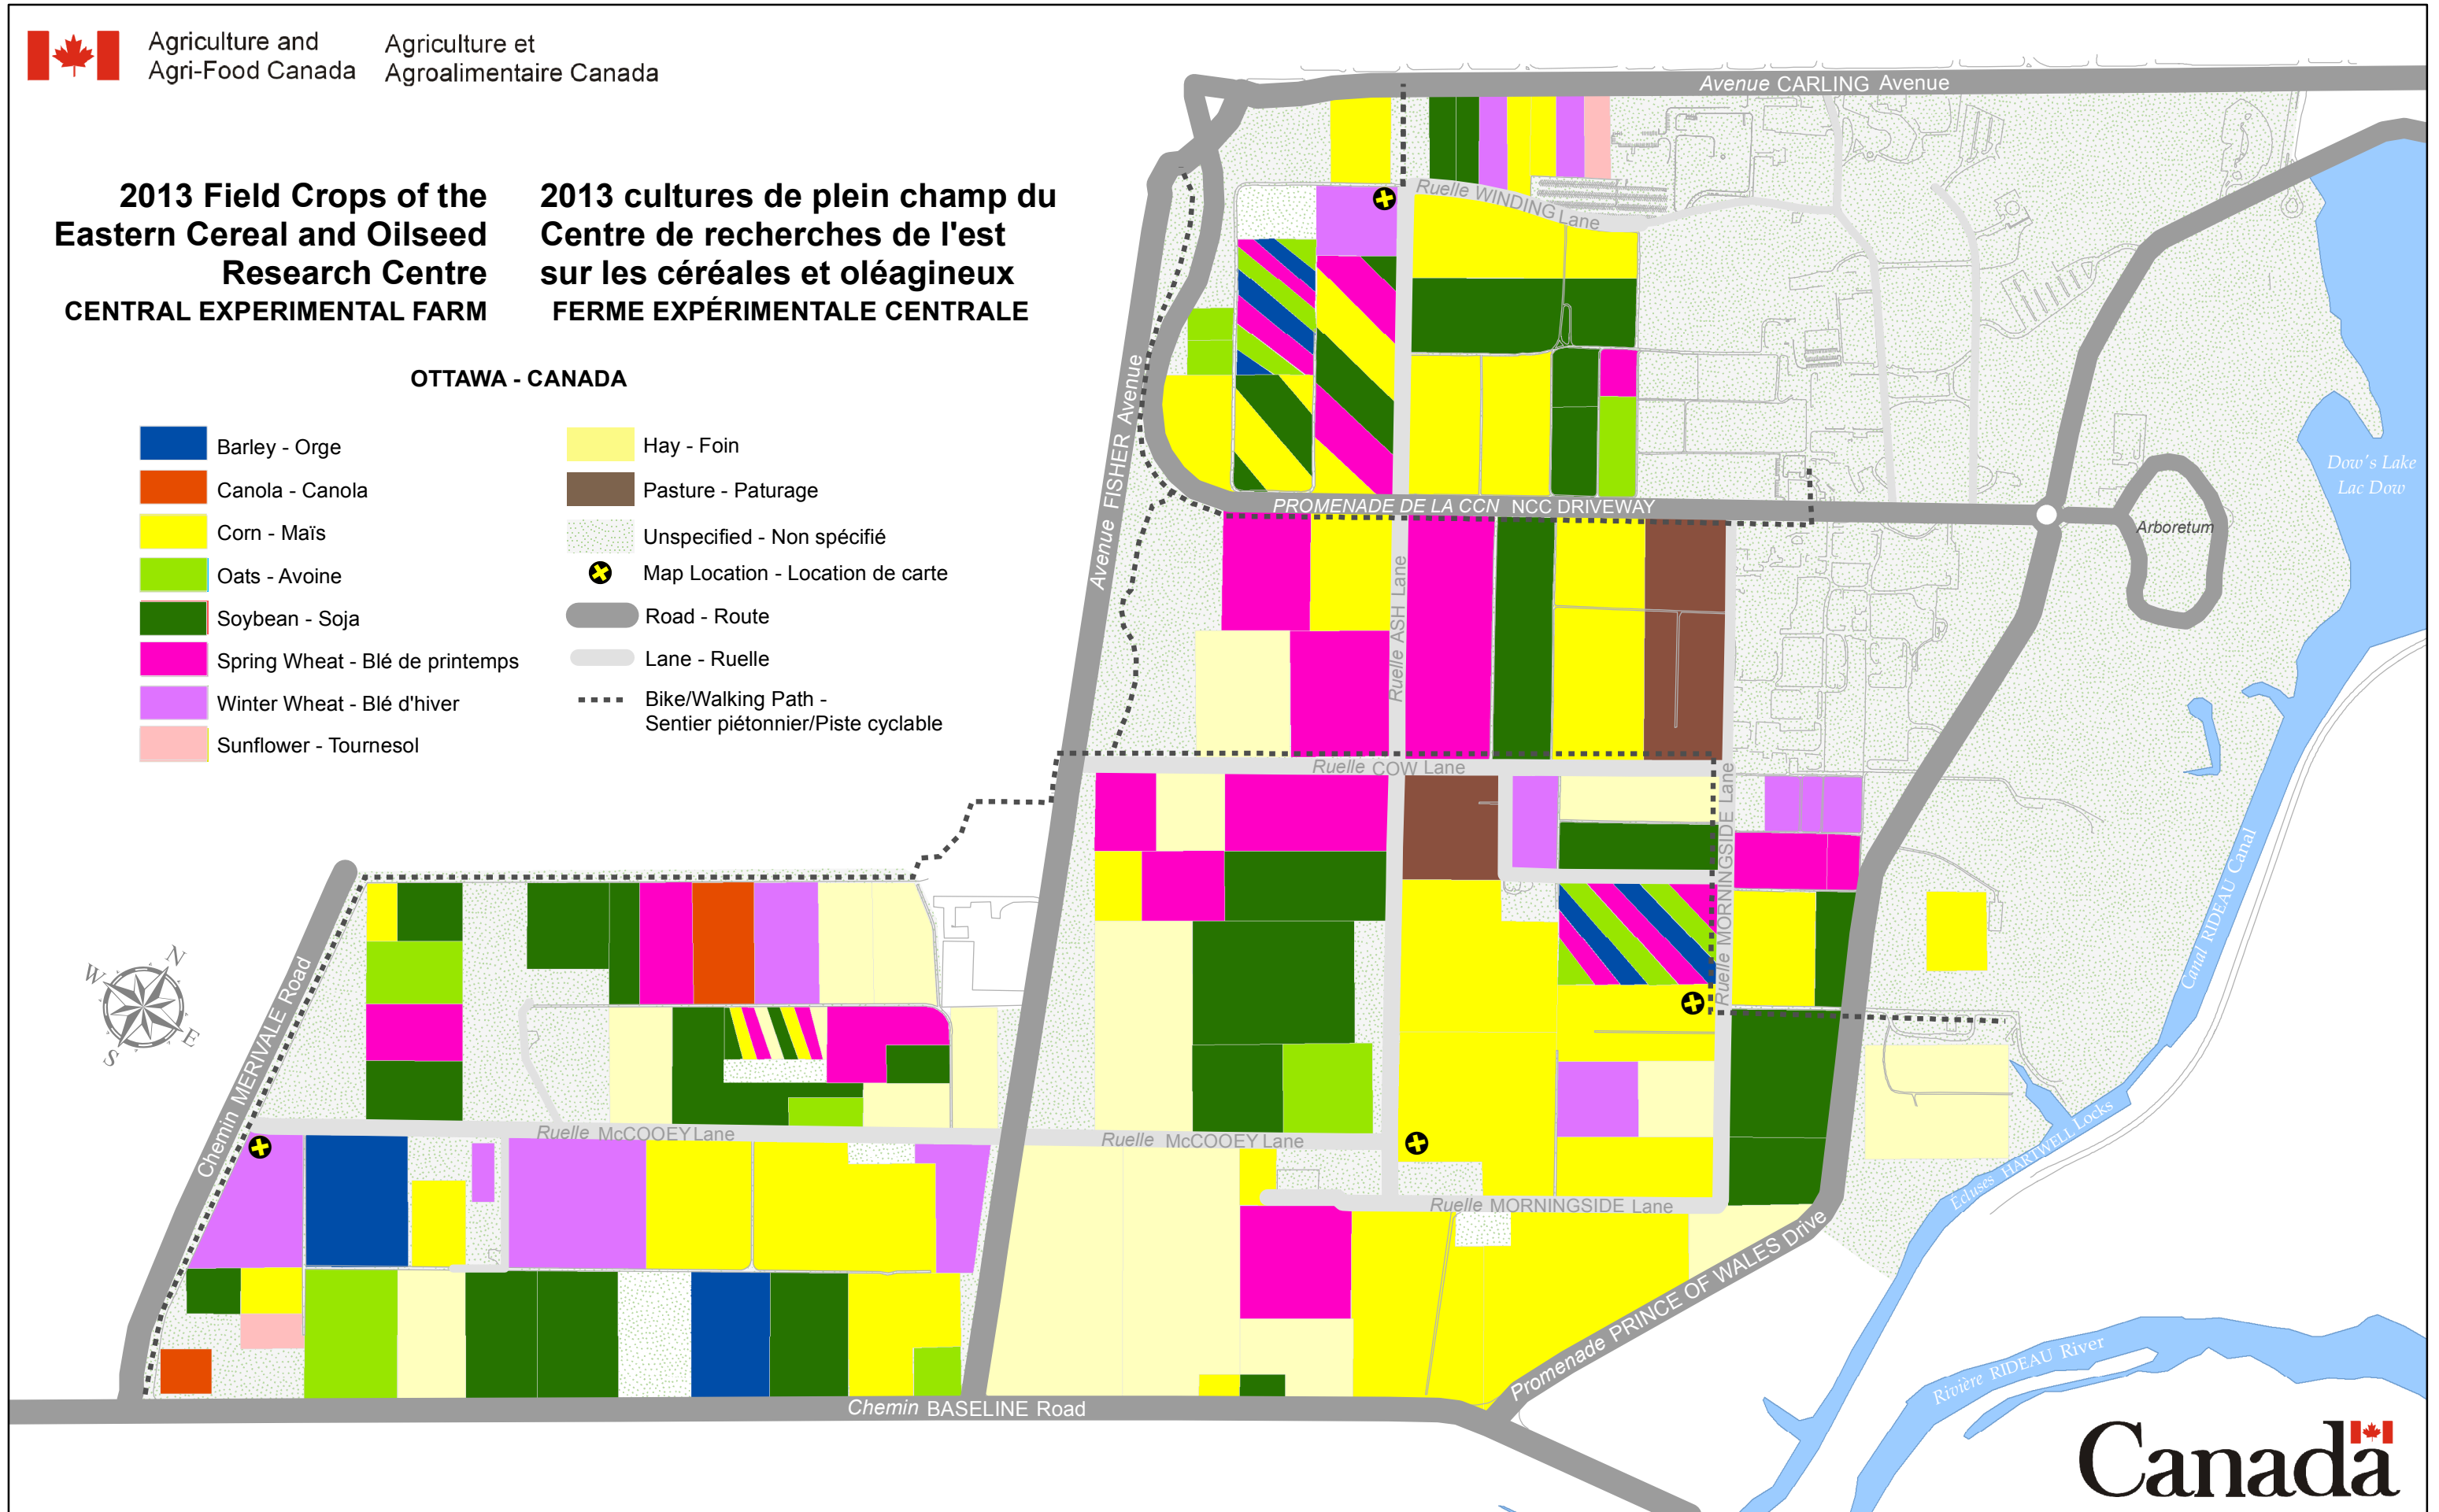 Agriculture and
Agri-Food Canada
Agriculture et
Agroalimentaire Canada
2013 Field Crops of the
Eastern Cereal and Oilseed
Research Centre
CENTRAL EXPERIMENTAL FARM
2013 cultures de plein champ du
Centre de recherches de l'est
sur les céréales et oléagineux
FERME EXPÉRIMENTALE CENTRALE
OTTAWA - CANADA
Barley - Orge
Canola - Canola
Corn - Maïs
Oats - Avoine
Soybean - Soja
Spring Wheat - Blé de printemps
Winter Wheat - Blé d'hiver
Sunflower - Tournesol
Hay - Foin
Pasture - Paturage
Unspecified - Non spécifié
Map Location - Location de carte
Road - Route
Lane - Ruelle
Bike/Walking Path -
Sentier piétonnier/Piste cyclable
Avenue CARLING Avenue
Ruelle WINDING Lane
Avenue FISHER Avenue
PROMENADE DE LA CCN NCC DRIVEWAY
Dow's Lake
Lac Dow
Arboretum
Ruelle ASH Lane
Ruelle COW Lane
Ruelle MORNINGSIDE Lane
Canal RIDEAU Canal
N
W
E
S
Chemin MERIVALE Road
Ruelle McCOOEY Lane
Ruelle McCOOEY Lane
Écluses HARTWELL Locks
Ruelle MORNINGSIDE Lane
Promenade PRINCE OF WALES Drive
Rivière RIDEAU River
Chemin BASELINE Road
Canada